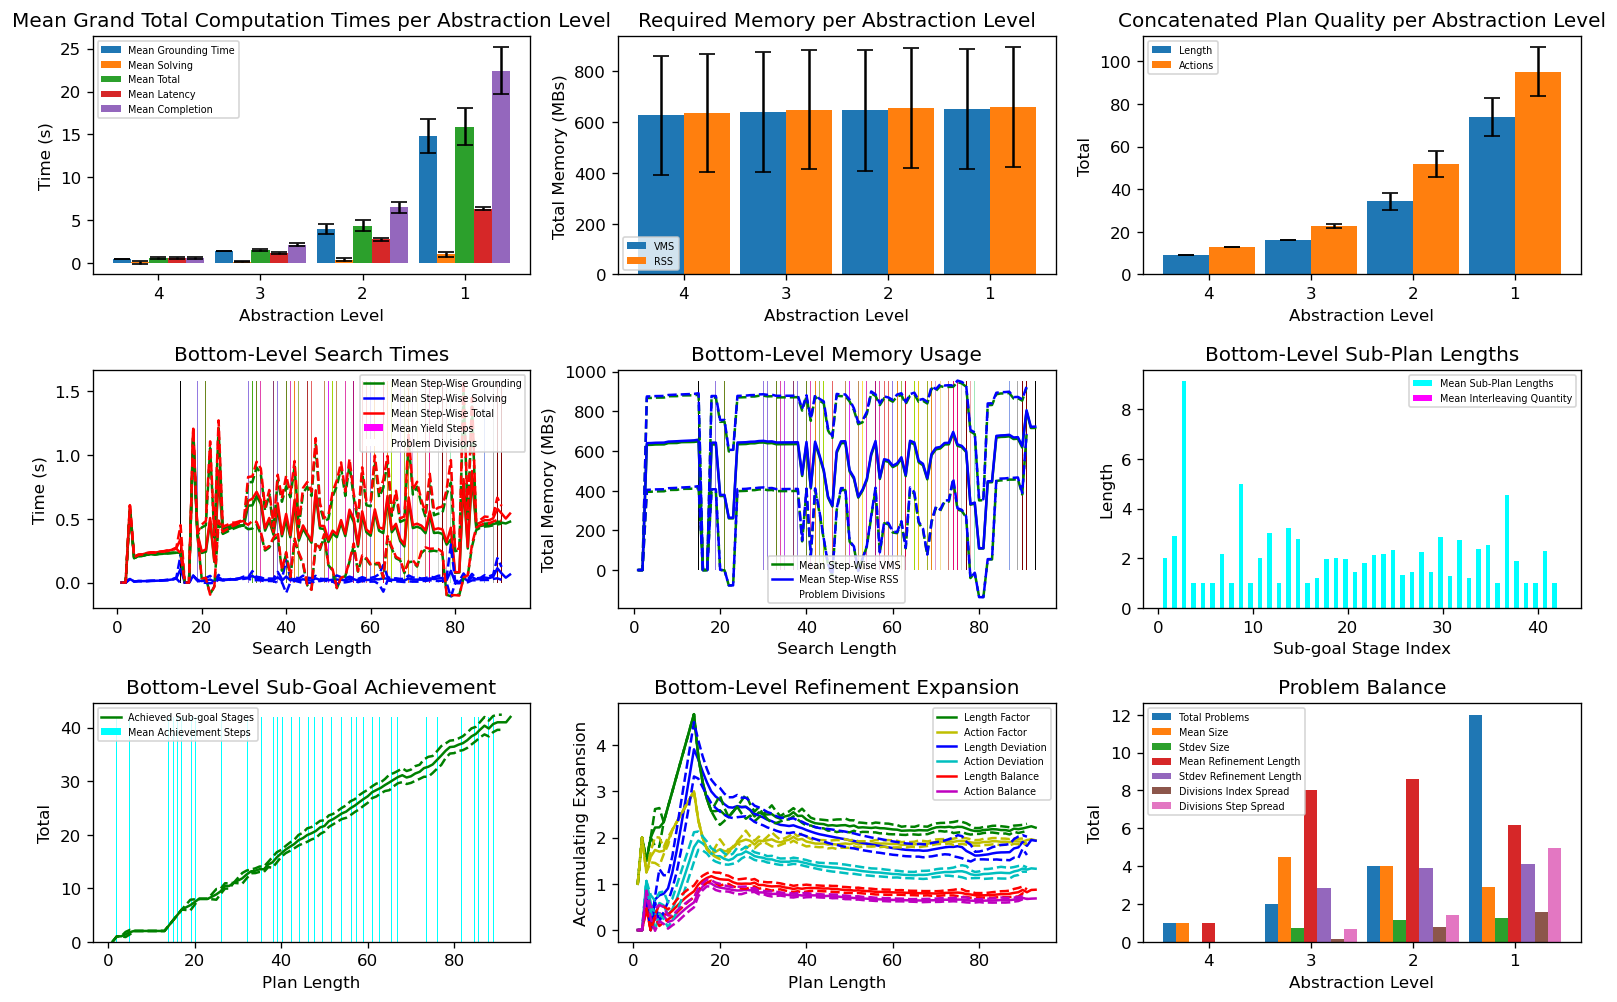 Mean Grand Total Computation Times per Abstraction Level
Time (s)
25
20
15
10
5
0
Mean Grounding Time
Mean Solving
Mean Total
Mean Latency
Mean Completion
4 3 2 1
Abstraction Level
Required Memory per Abstraction Level
Total Memory (MBs)
800
600
400
200
0
VMS
RSS
4 3 2 1
Abstraction Level
Concatenated Plan Quality per Abstraction Level
Total
100
80
60
40
20
0
Length
Actions
4 3 2 1
Abstraction Level
Bottom-Level Search Times
Time (s)
1.5
1.0
0.5
0.0
Mean Step-Wise Grounding
Mean Step-Wise Solving
Mean Step-Wise Total
Mean Yield Steps
Problem Divisions
0 20 40 60 80
Search Length
Bottom-Level Memory Usage
Total Memory (MBs)
1000
800
600
400
200
0
Mean Step-Wise VMS
Mean Step-Wise RSS
Problem Divisions
0 20 40 60 80
Search Length
Bottom-Level Sub-Plan Lengths
Length
8
6
4
2
0
Mean Sub-Plan Lengths
Mean Interleaving Quantity
0 10 20 30 40
Sub-goal Stage Index
Bottom-Level Sub-Goal Achievement
Total
40
30
20
10
0
Achieved Sub-goal Stages
Mean Achievement Steps
0 20 40 60 80
Plan Length
Bottom-Level Refinement Expansion
Accumulating Expansion
4
3
2
1
0
Length Factor
Action Factor
Length Deviation
Action Deviation
Length Balance
Action Balance
0 20 40 60 80
Plan Length
Problem Balance
Total
12
10
8
6
4
2
0
Total Problems
Mean Size
Stdev Size
Mean Refinement Length
Stdev Refinement Length
Divisions Index Spread
Divisions Step Spread
4 3 2 1
Abstraction Level